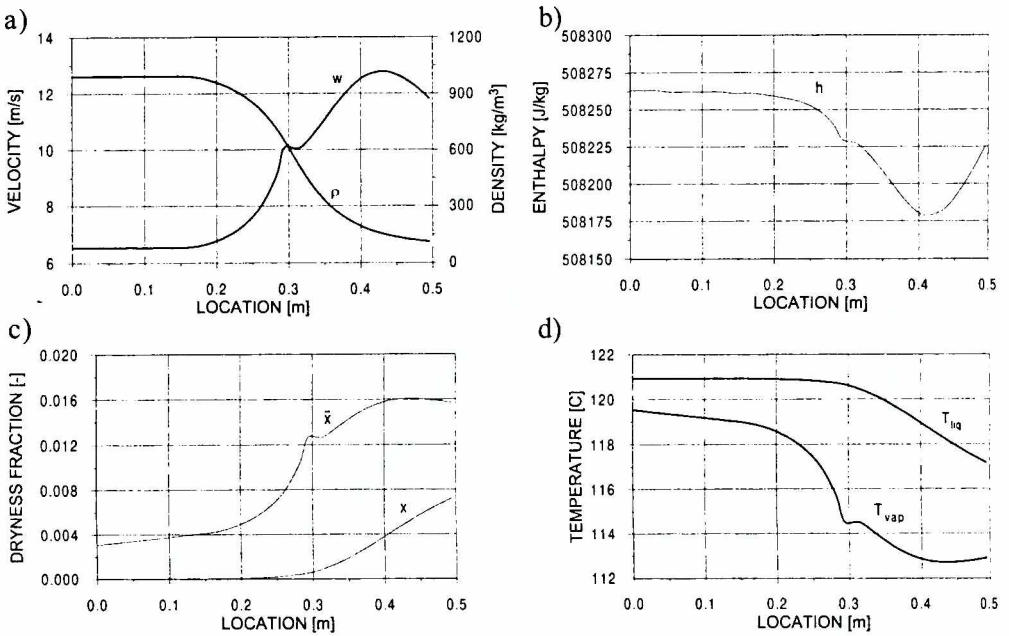 a)
14
12
10
8
6
VELOCITY [m/s]
1200
900
600
300
0
DENSITY [kg/m³]
w
ρ
0.0 0.1 0.2 0.3 0.4 0.5
LOCATION [m]
b)
508300
508275
508250
508225
508200
508175
508150
ENTHALPY [J/kg]
h
0.0 0.1 0.2 0.3 0.4 0.5
LOCATION [m]
c)
0.020
0.016
0.012
0.008
0.004
0.000
DRYNESS FRACTION [-]
x̄
x
0.0 0.1 0.2 0.3 0.4 0.5
LOCATION [m]
d)
122
120
118
116
114
112
TEMPERATURE [C]
T liq
T vap
0.0 0.1 0.2 0.3 0.4 0.5
LOCATION [m]